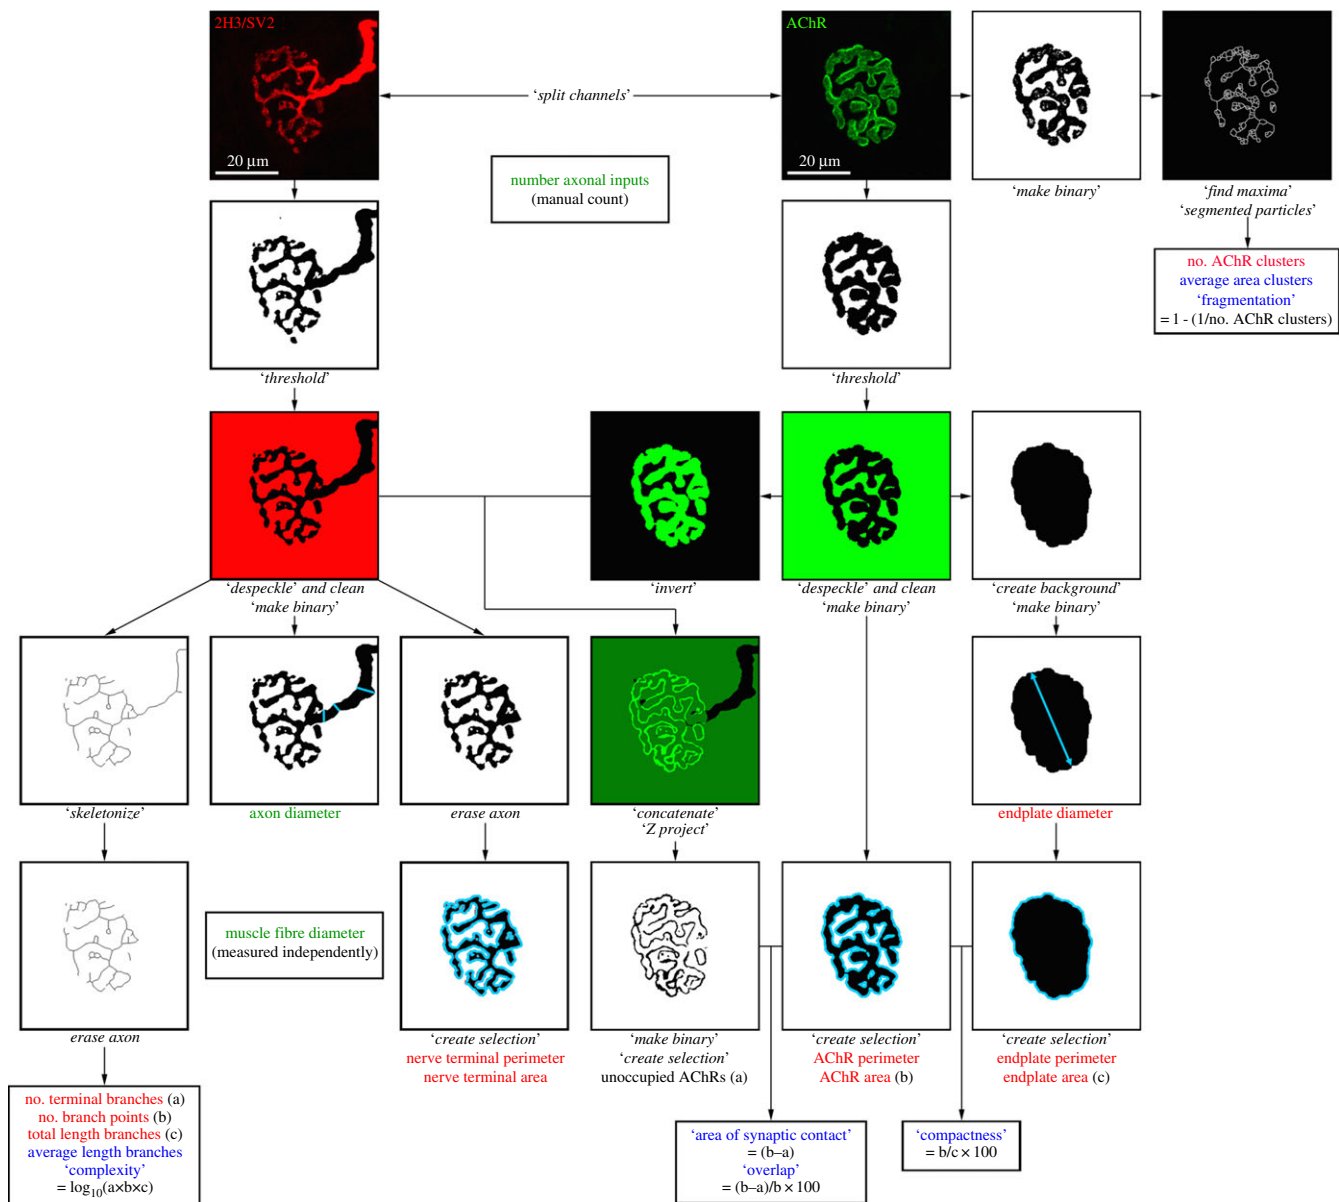 2H3/SV2
AChR
‘split channels’
20 µm
20 µm
number axonal inputs
(manual count)
‘make binary’
‘find maxima’
‘segmented particles’
no. AChR clusters
average area clusters
‘fragmentation’
= 1 - (1/no. AChR clusters)
‘threshold’
‘threshold’
‘despeckle’ and clean
‘make binary’
‘invert’
‘despeckle’ and clean
‘make binary’
‘create background’
‘make binary’
‘skeletonize’
axon diameter
erase axon
‘concatenate’
‘Z project’
endplate diameter
muscle fibre diameter
(measured independently)
erase axon
‘create selection’
nerve terminal perimeter
nerve terminal area
‘make binary’
‘create selection’
unoccupied AChRs (a)
‘create selection’
AChR perimeter
AChR area (b)
‘create selection’
endplate perimeter
endplate area (c)
no. terminal branches (a)
no. branch points (b)
total length branches (c)
average length branches
‘complexity’
= log10(a×b×c)
‘area of synaptic contact’
= (b–a)
‘overlap’
= (b–a)/b × 100
‘compactness’
= b/c × 100